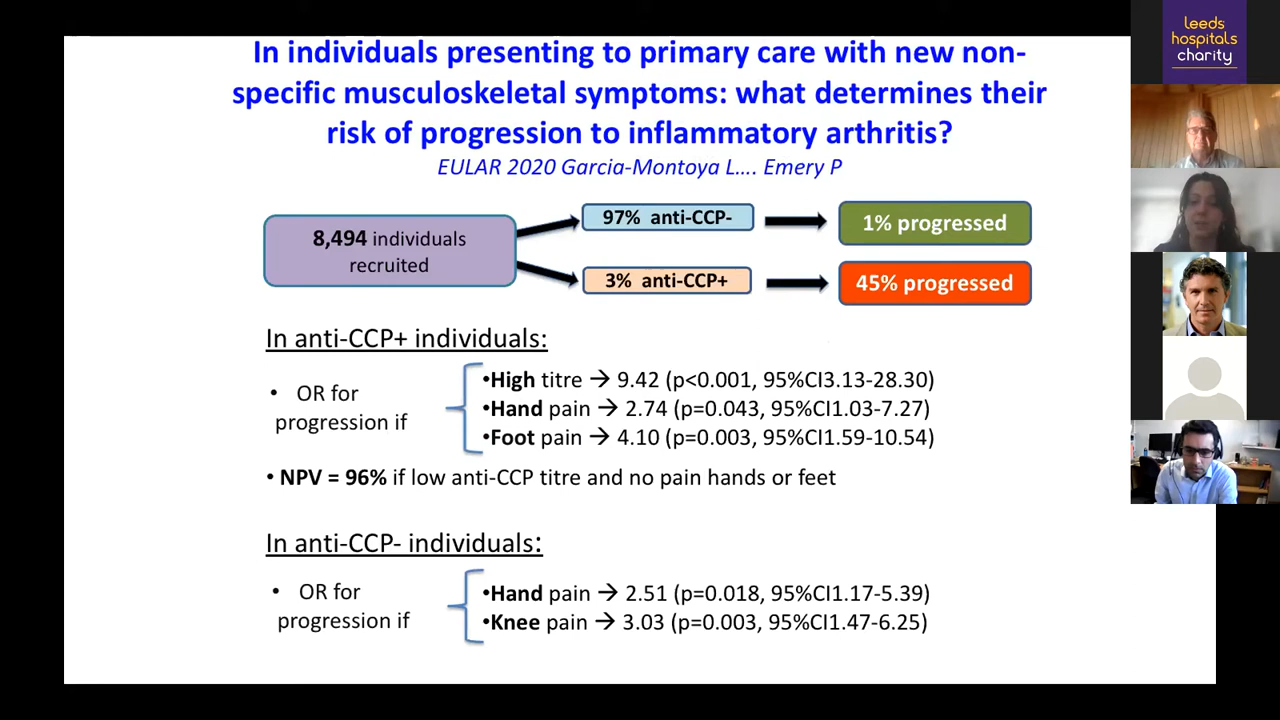 In individuals presenting to primary care with new non-
specific musculoskeletal symptoms: what determines their
risk of progression to inflammatory arthritis?
EULAR 2020 Garcia-Montoya L…. Emery P
8,494 individuals
recruited
97% anti-CCP-
1% progressed
3% anti-CCP+
45% progressed
In anti-CCP+ individuals:
• OR for
progression if
•High titre → 9.42 (p<0.001, 95%CI3.13-28.30)
•Hand pain → 2.74 (p=0.043, 95%CI1.03-7.27)
•Foot pain → 4.10 (p=0.003, 95%CI1.59-10.54)
• NPV = 96% if low anti-CCP titre and no pain hands or feet
In anti-CCP- individuals:
• OR for
progression if
•Hand pain → 2.51 (p=0.018, 95%CI1.17-5.39)
•Knee pain → 3.03 (p=0.003, 95%CI1.47-6.25)
leeds
hospitals
charity